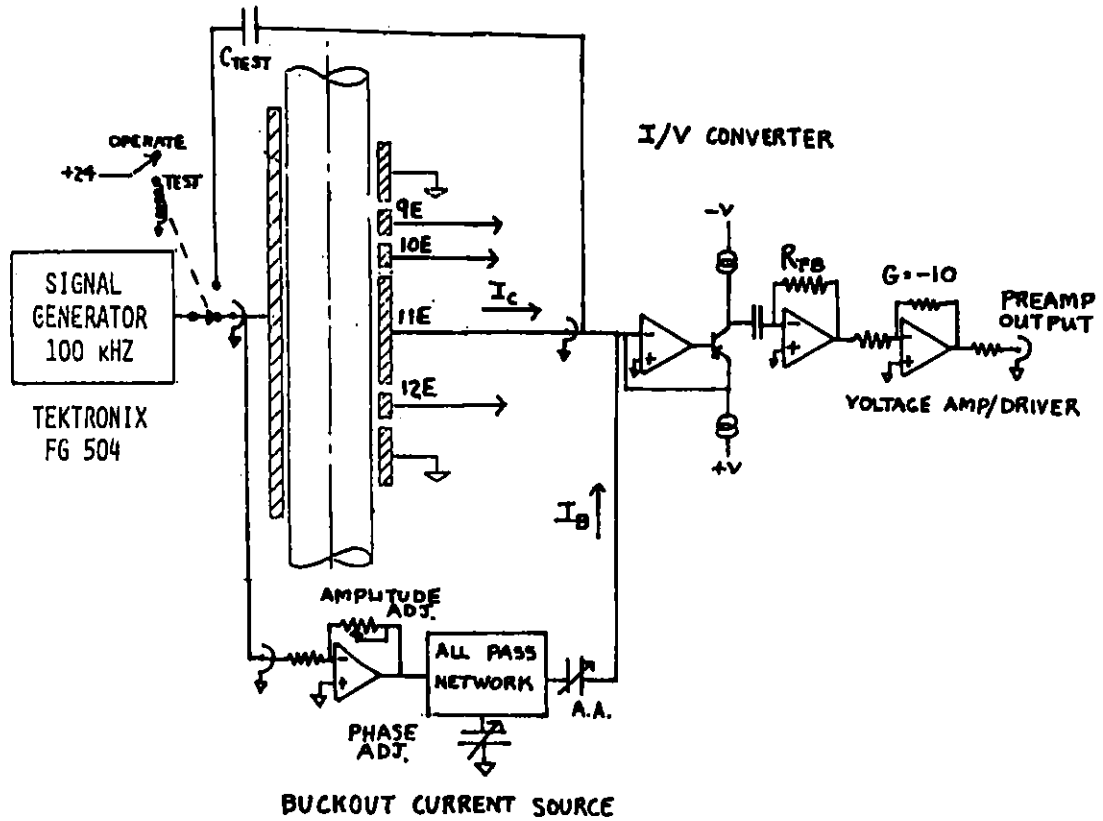 C TEST
OPERATE
+24
TEST
I/V CONVERTER
9E
10E
-V
RFB
G=-10
SIGNAL
GENERATOR
100 KHZ
IC
11E
PREAMP
OUTPUT
12E
TEKTRONIX
FG 504
VOLTAGE AMP/DRIVER
+V
IB
AMPLITUDE
ADJ.
ALL PASS
NETWORK
A.A.
PHASE
ADJ.
BUCKOUT CURRENT SOURCE